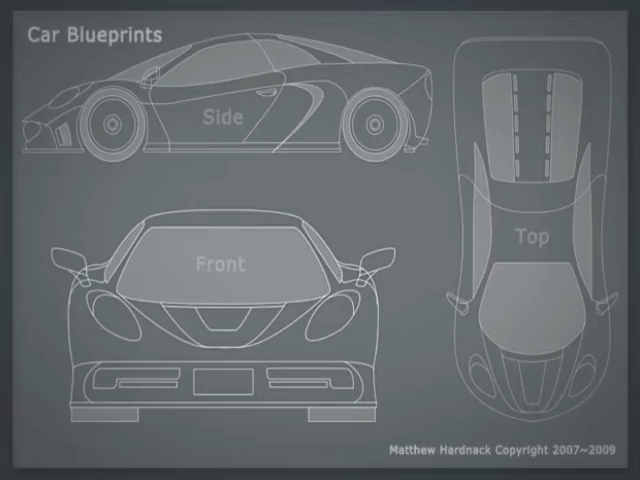 Car Blueprints
Side
Front
Top
Matthew Hardnack Copyright 2007~2009